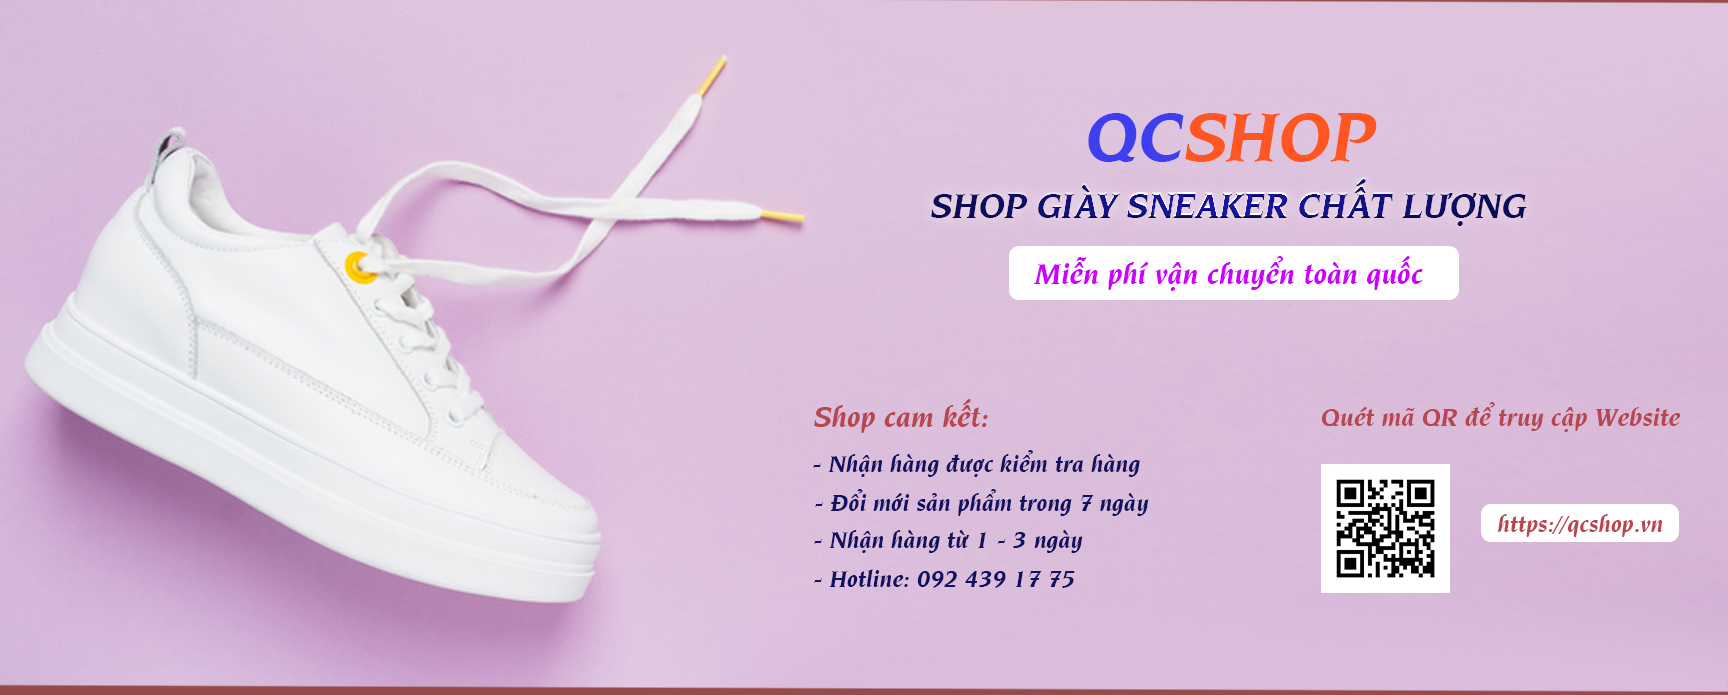 QCSHOP
SHOP GIÀY SNEAKER CHẤT LƯỢNG
Miễn phí vận chuyển toàn quốc
Shop cam kết:
- Nhận hàng được kiểm tra hàng
- Đổi mới sản phẩm trong 7 ngày
- Nhận hàng từ 1 - 3 ngày
- Hotline: 092 439 17 75
Quét mã QR để truy cập Website
https://qcshop.vn